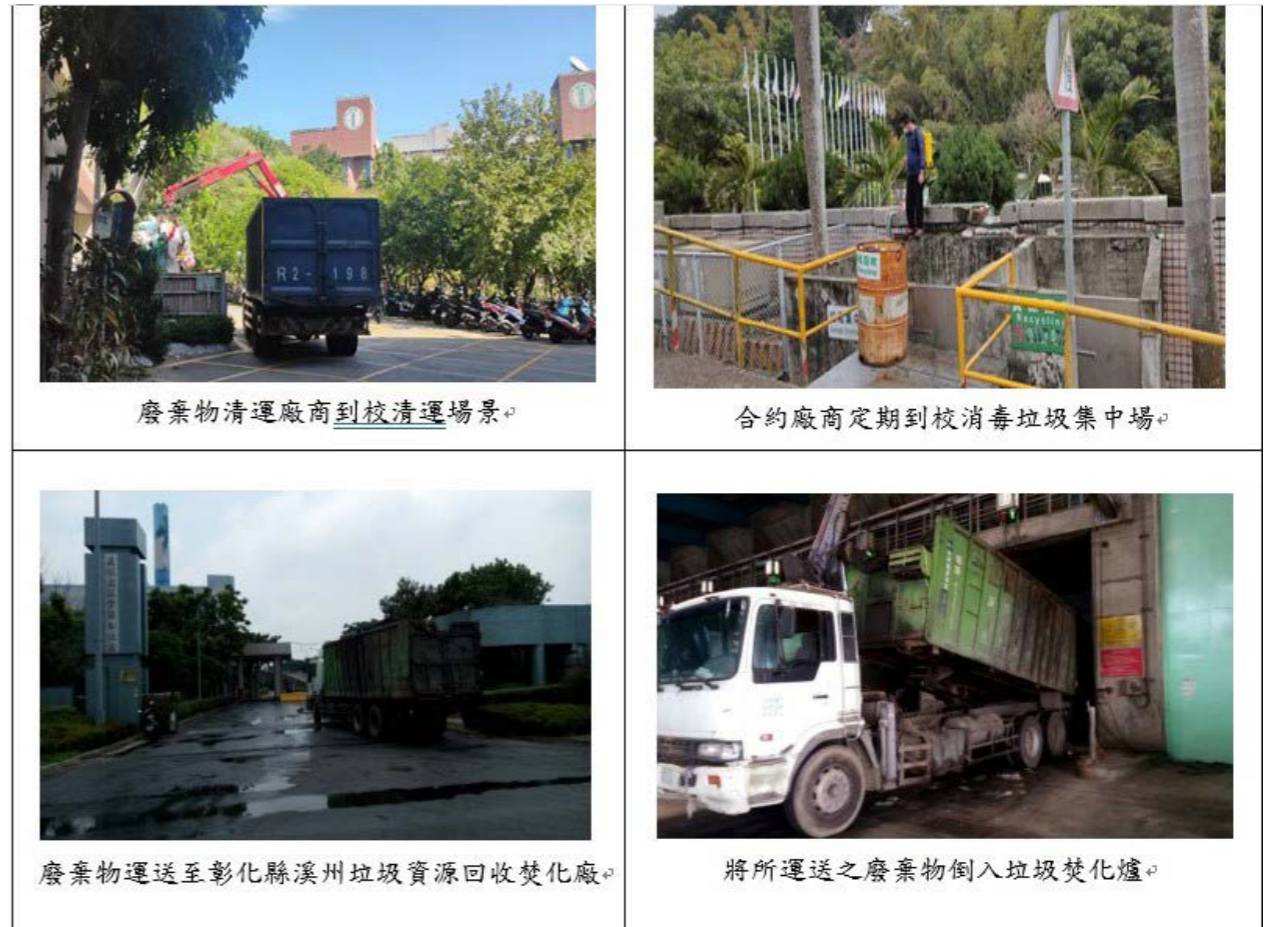 R2- 198
Recycling
廢棄物清運廠商到校清運場景
合約廠商定期到校消毒垃圾集中場
廢棄物運送至彰化縣溪州垃圾資源回收焚化廠
將所運送之廢棄物倒入垃圾焚化爐